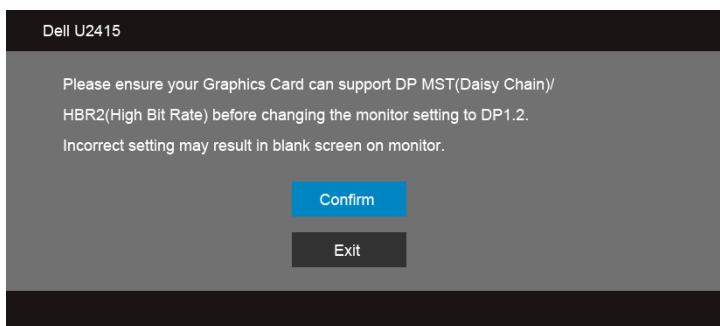 Dell U2415
Please ensure your Graphics Card can support DP MST(Daisy Chain)/
HBR2(High Bit Rate) before changing the monitor setting to DP1.2.
Incorrect setting may result in blank screen on monitor.
Confirm
Exit